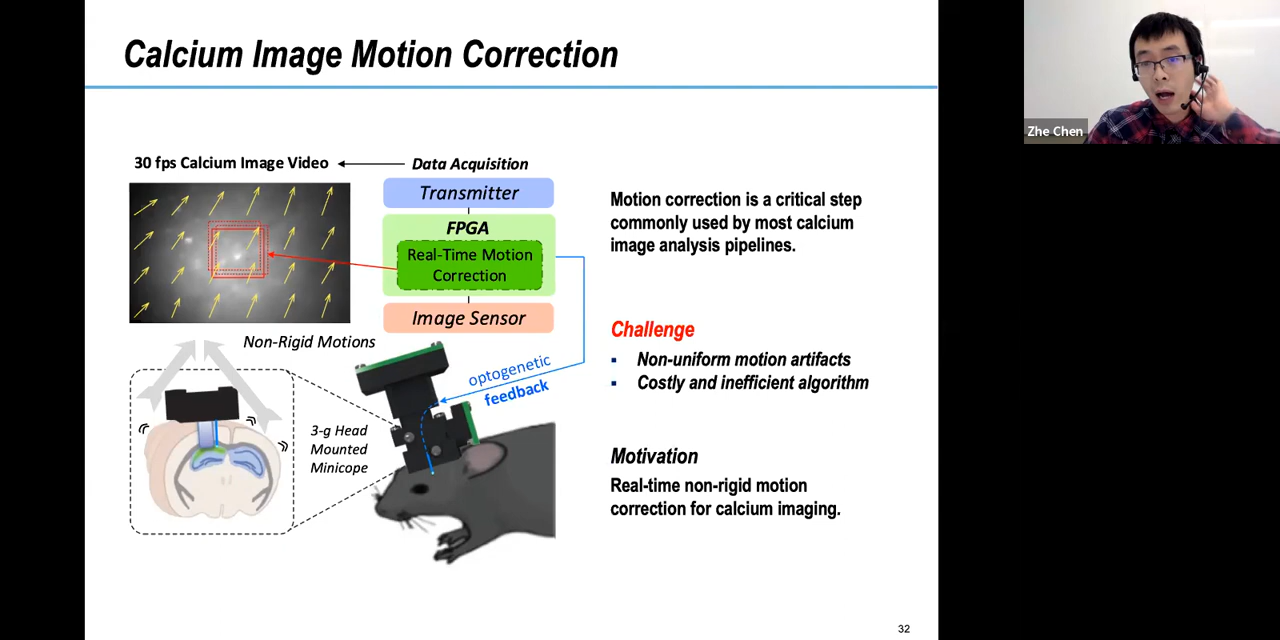 Calcium Image Motion Correction
30 fps Calcium Image Video
Data Acquisition
Transmitter
FPGA
Real-Time Motion
Correction
Image Sensor
Non-Rigid Motions
optogenetic
feedback
3-g Head
Mounted
Minicope
Motion correction is a critical step
commonly used by most calcium
image analysis pipelines.
Challenge
▪ Non-uniform motion artifacts
▪ Costly and inefficient algorithm
Motivation
Real-time non-rigid motion
correction for calcium imaging.
32
Zhe Chen